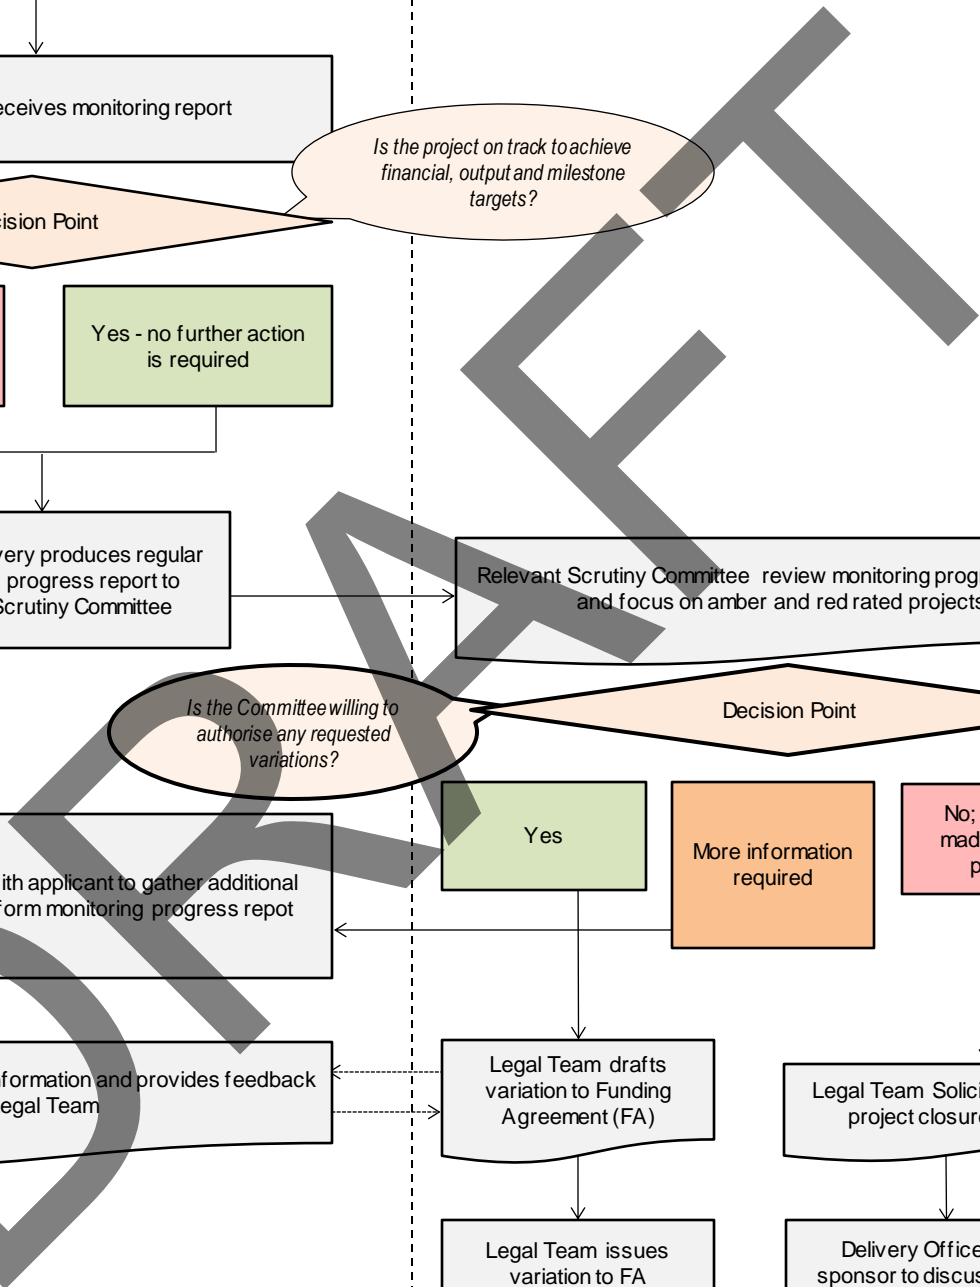 eceives monitoring report
Is the project on track to achieve
financial, output and milestone
targets?
ision Point
Yes - no further action
is required
very produces regular
progress report to
Scrutiny Committee
Relevant Scrutiny Committee review monitoring prog
and focus on amber and red rated projects
Is the Committee willing to
authorise any requested
variations?
Decision Point
Yes
More information
required
No;
mad
p
ith applicant to gather additional
form monitoring progress repot
nformation and provides feedback
egal Team
Legal Team drafts
variation to Funding
Agreement (FA)
Legal Team Solici
project closur
Legal Team issues
variation to FA
Delivery Office
sponsor to discus
DRAFT